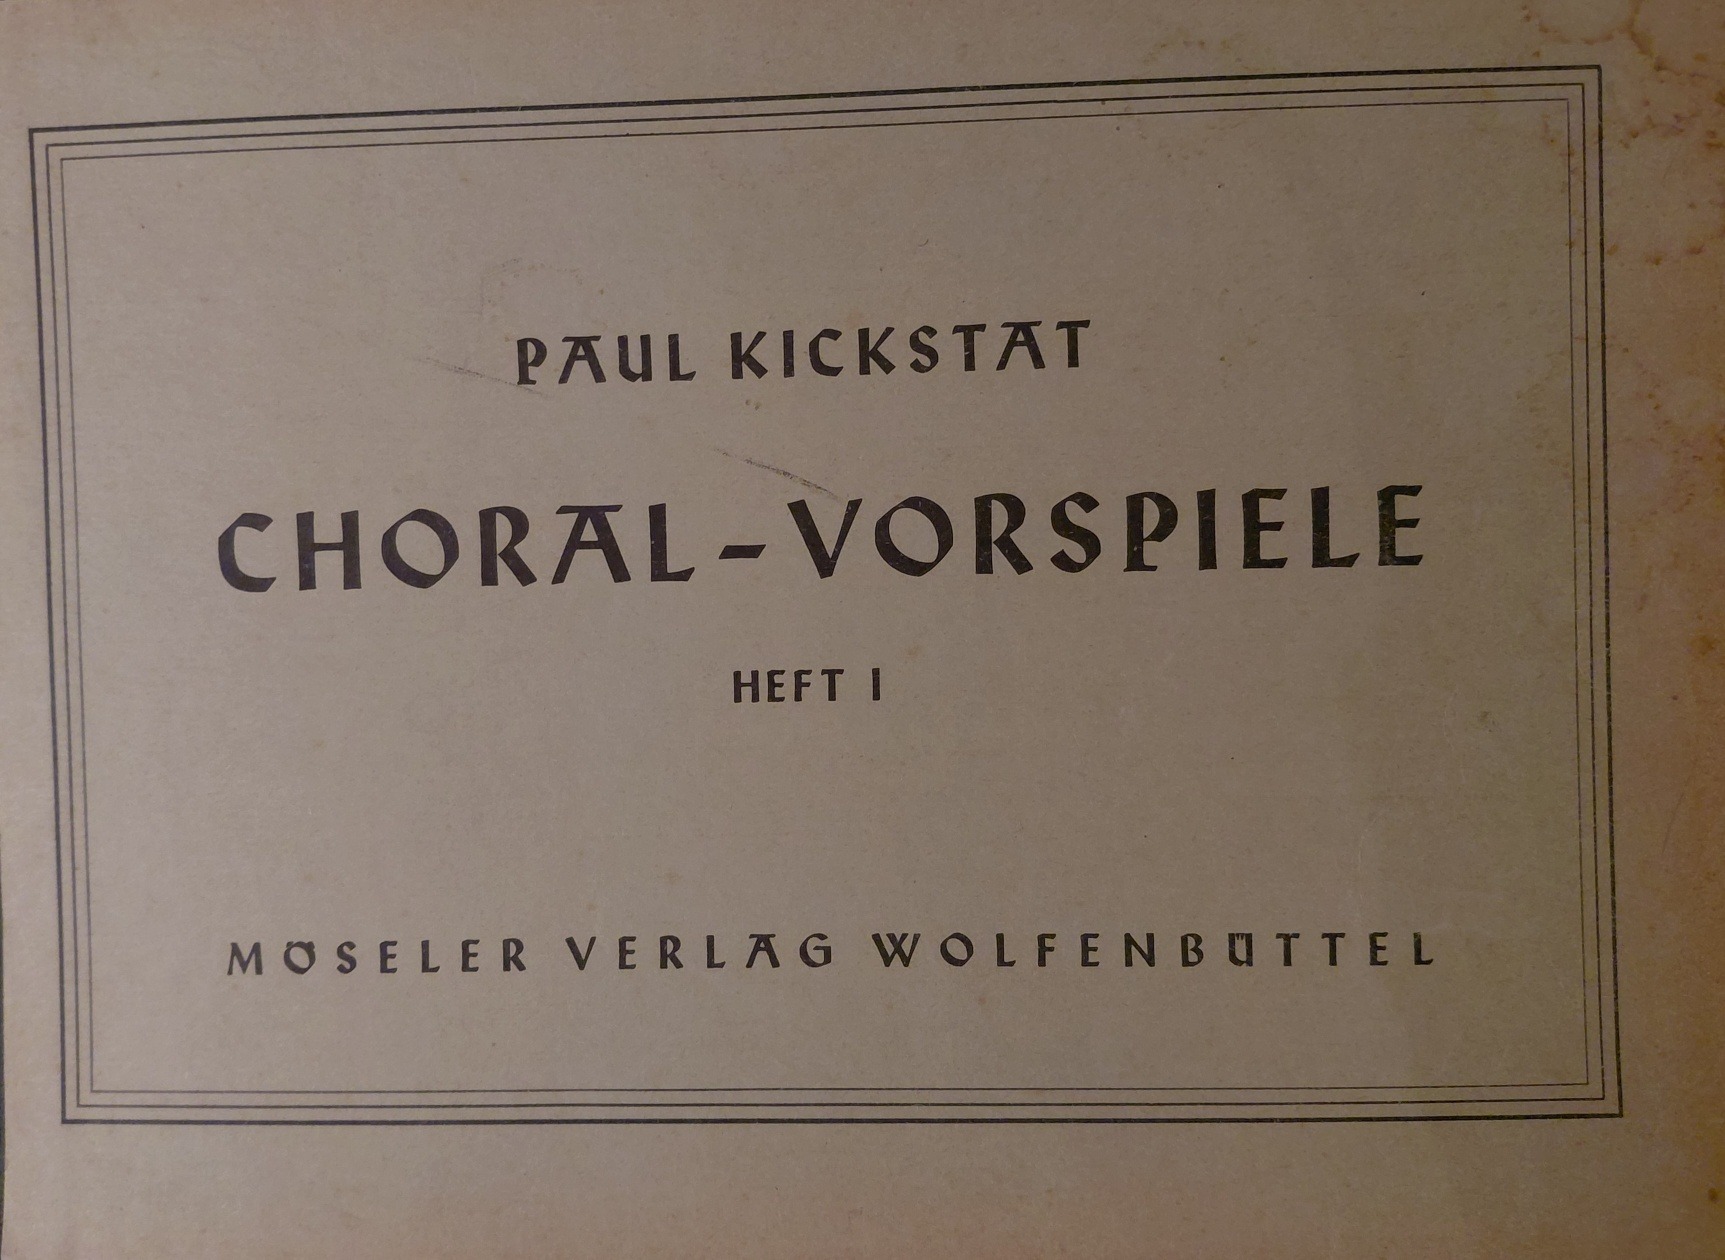 PAUL KICKSTAT
CHORAL-VORSPIELE
HEFT I
MÖSELER VERLAG WOLFENBÜTTEL